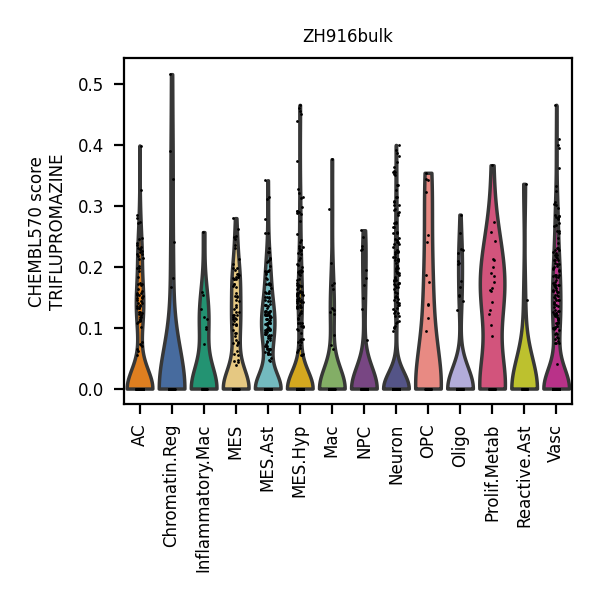 ZH916bulk
CHEMBL570 score
TRIFLUPROMAZINE
0.5
0.4
0.3
0.2
0.1
0.0
AC
Chromatin.Reg
Inflammatory.Mac
MES
MES.Ast
MES.Hyp
Mac
NPC
Neuron
OPC
Oligo
Prolif.Metab
Reactive.Ast
Vasc